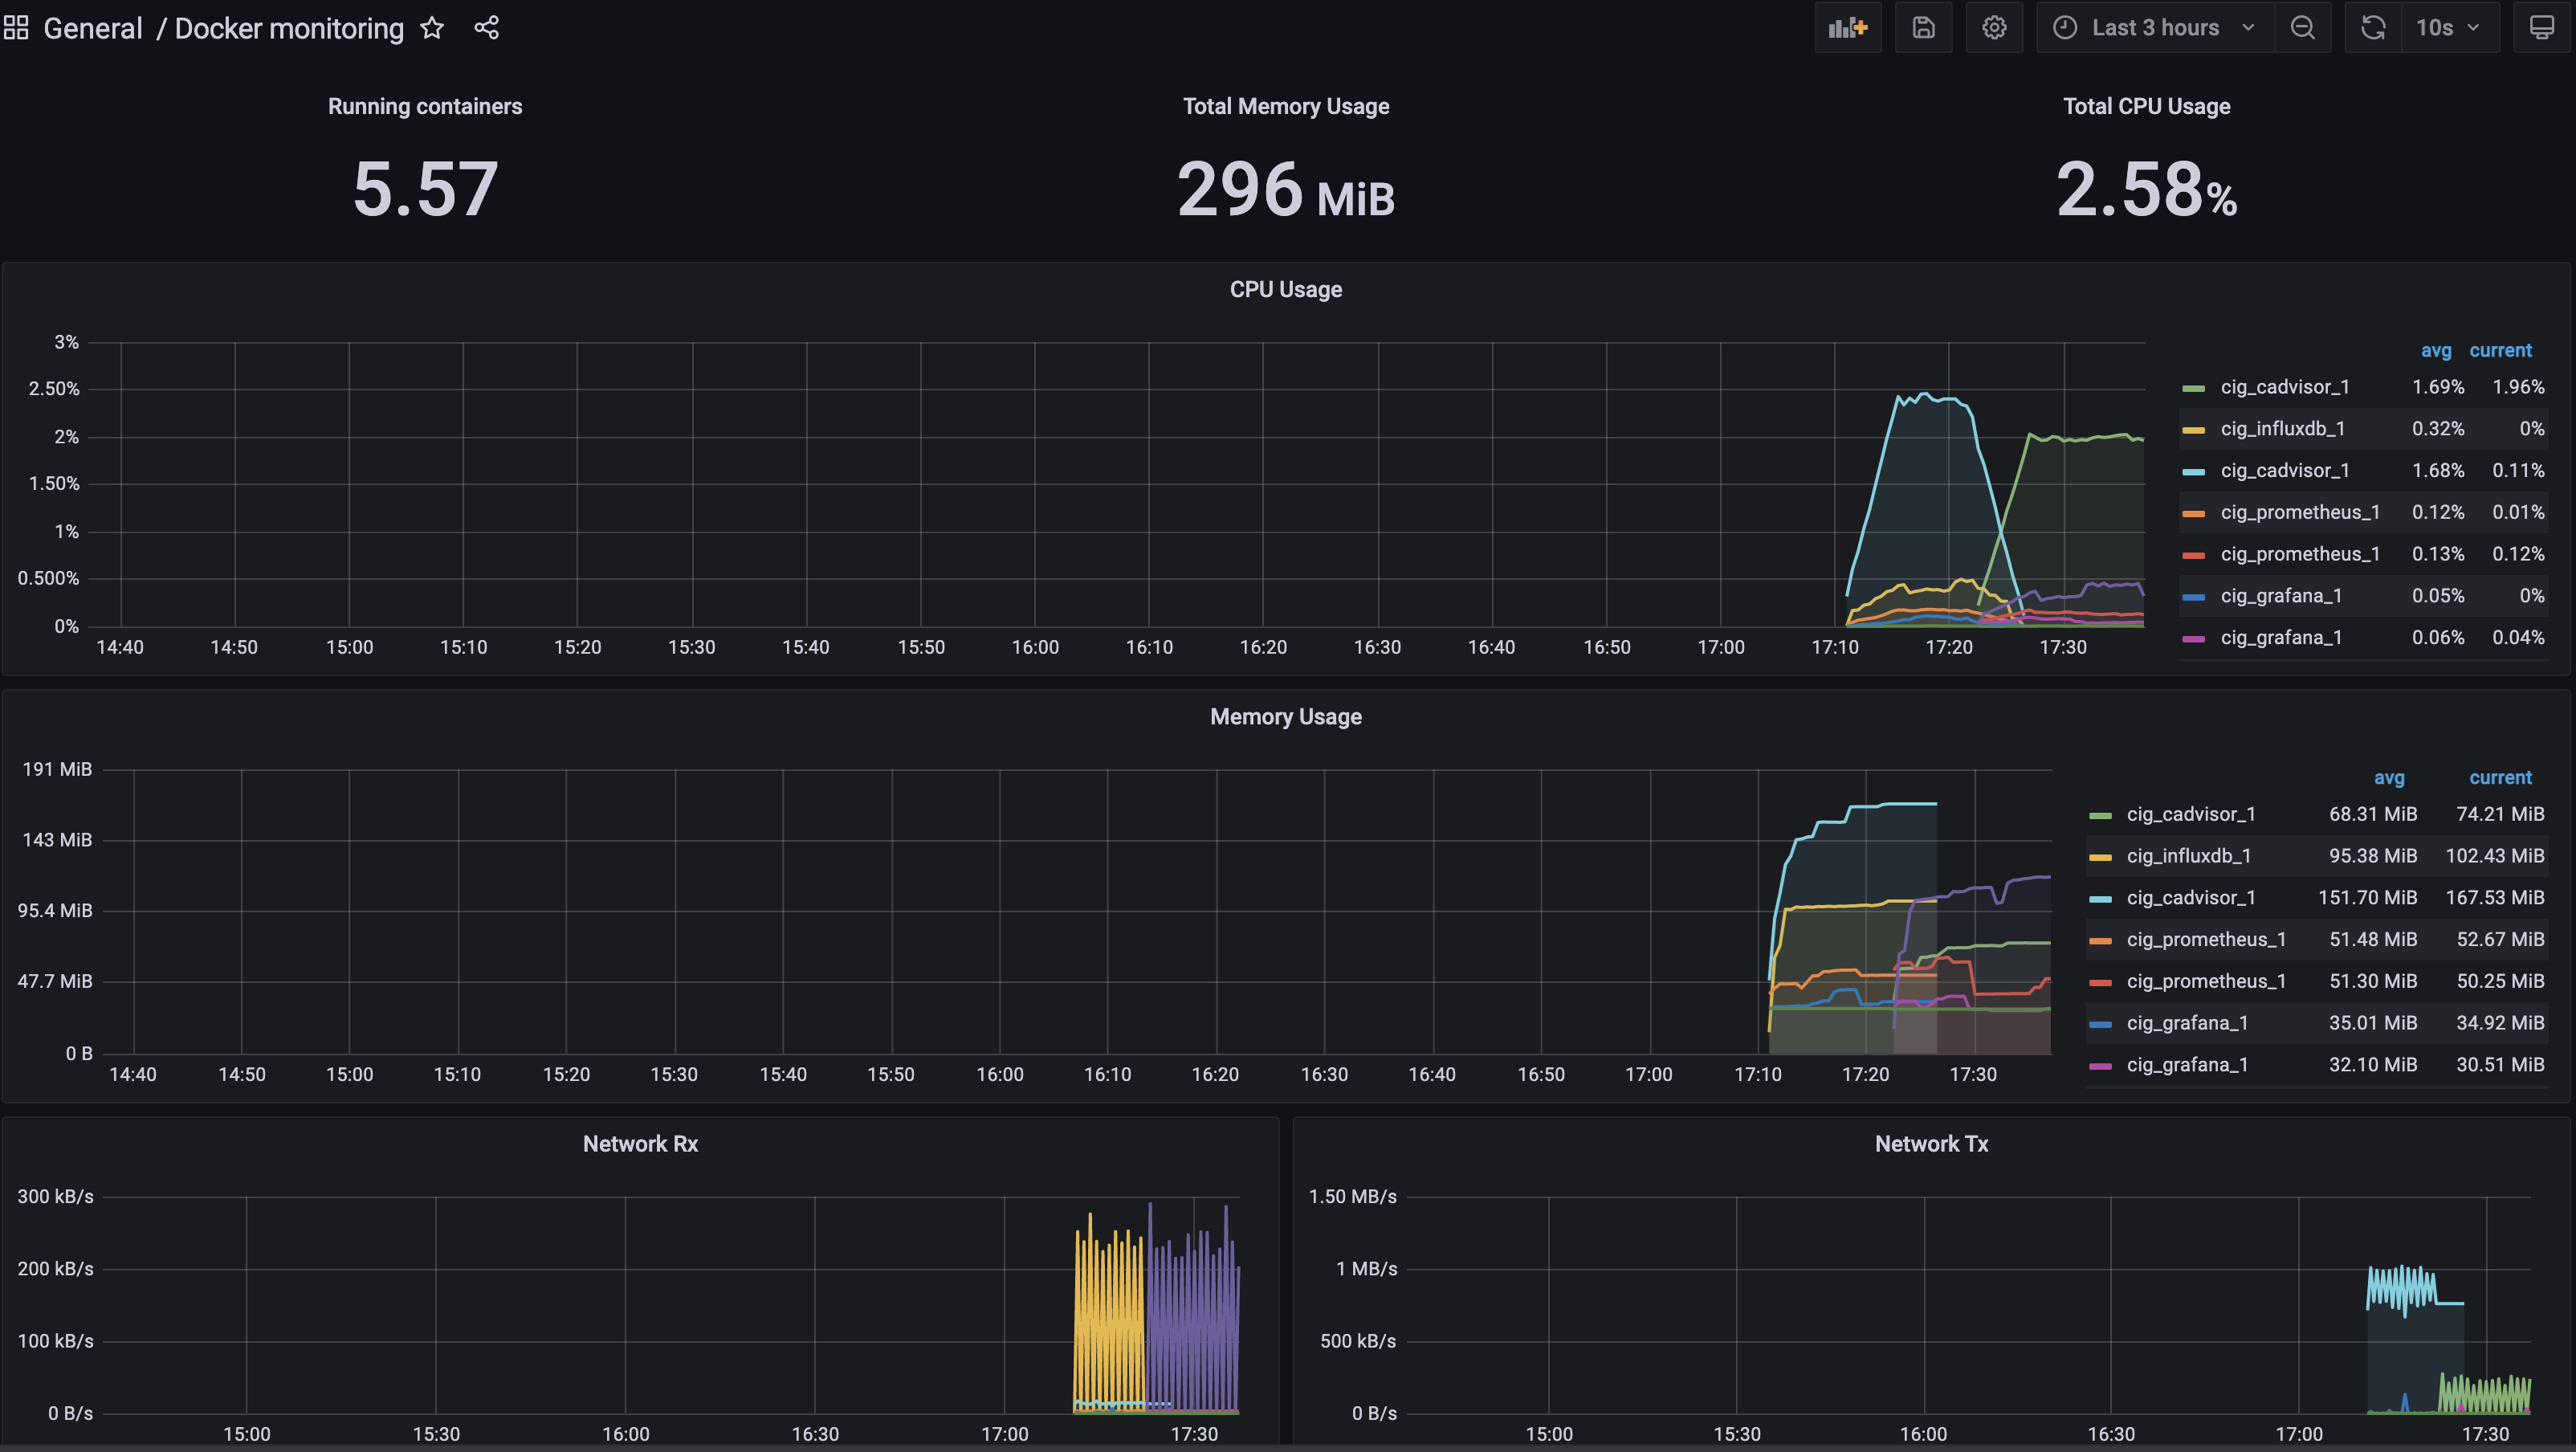 General / Docker monitoring
Last 3 hours
10s
Running containers
5.57
Total Memory Usage
296 MiB
Total CPU Usage
2.58%
CPU Usage
3%
2.50%
2%
1.50%
1%
0.500%
0%
14:40 14:50 15:00 15:10 15:20 15:30 15:40 15:50 16:00 16:10 16:20 16:30 16:40 16:50 17:00 17:10 17:20 17:30
avg current
cig_cadvisor_1 1.69% 1.96%
cig_influxdb_1 0.32% 0%
cig_cadvisor_1 1.68% 0.11%
cig_prometheus_1 0.12% 0.01%
cig_prometheus_1 0.13% 0.12%
cig_grafana_1 0.05% 0%
cig_grafana_1 0.06% 0.04%
Memory Usage
191 MiB
143 MiB
95.4 MiB
47.7 MiB
0 B
14:40 14:50 15:00 15:10 15:20 15:30 15:40 15:50 16:00 16:10 16:20 16:30 16:40 16:50 17:00 17:10 17:20 17:30
avg current
cig_cadvisor_1 68.31 MiB 74.21 MiB
cig_influxdb_1 95.38 MiB 102.43 MiB
cig_cadvisor_1 151.70 MiB 167.53 MiB
cig_prometheus_1 51.48 MiB 52.67 MiB
cig_prometheus_1 51.30 MiB 50.25 MiB
cig_grafana_1 35.01 MiB 34.92 MiB
cig_grafana_1 32.10 MiB 30.51 MiB
Network Rx
300 kB/s
200 kB/s
100 kB/s
0 B/s
15:00 15:30 16:00 16:30 17:00 17:30
Network Tx
1.50 MB/s
1 MB/s
500 kB/s
0 B/s
15:00 15:30 16:00 16:30 17:00 17:30